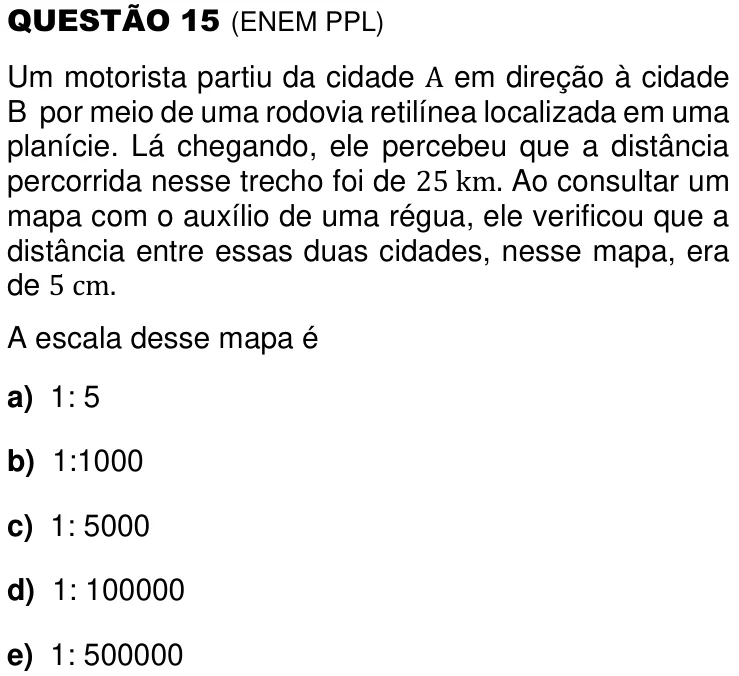 QUESTÃO 15 (ENEM PPL)
Um motorista partiu da cidade A em direção à cidade
B por meio de uma rodovia retilínea localizada em uma
planície. Lá chegando, ele percebeu que a distância
percorrida nesse trecho foi de 25 km. Ao consultar um
mapa com o auxílio de uma régua, ele verificou que a
distância entre essas duas cidades, nesse mapa, era
de 5 cm.
A escala desse mapa é
a) 1: 5
b) 1:1000
c) 1: 5000
d) 1: 100000
e) 1: 500000